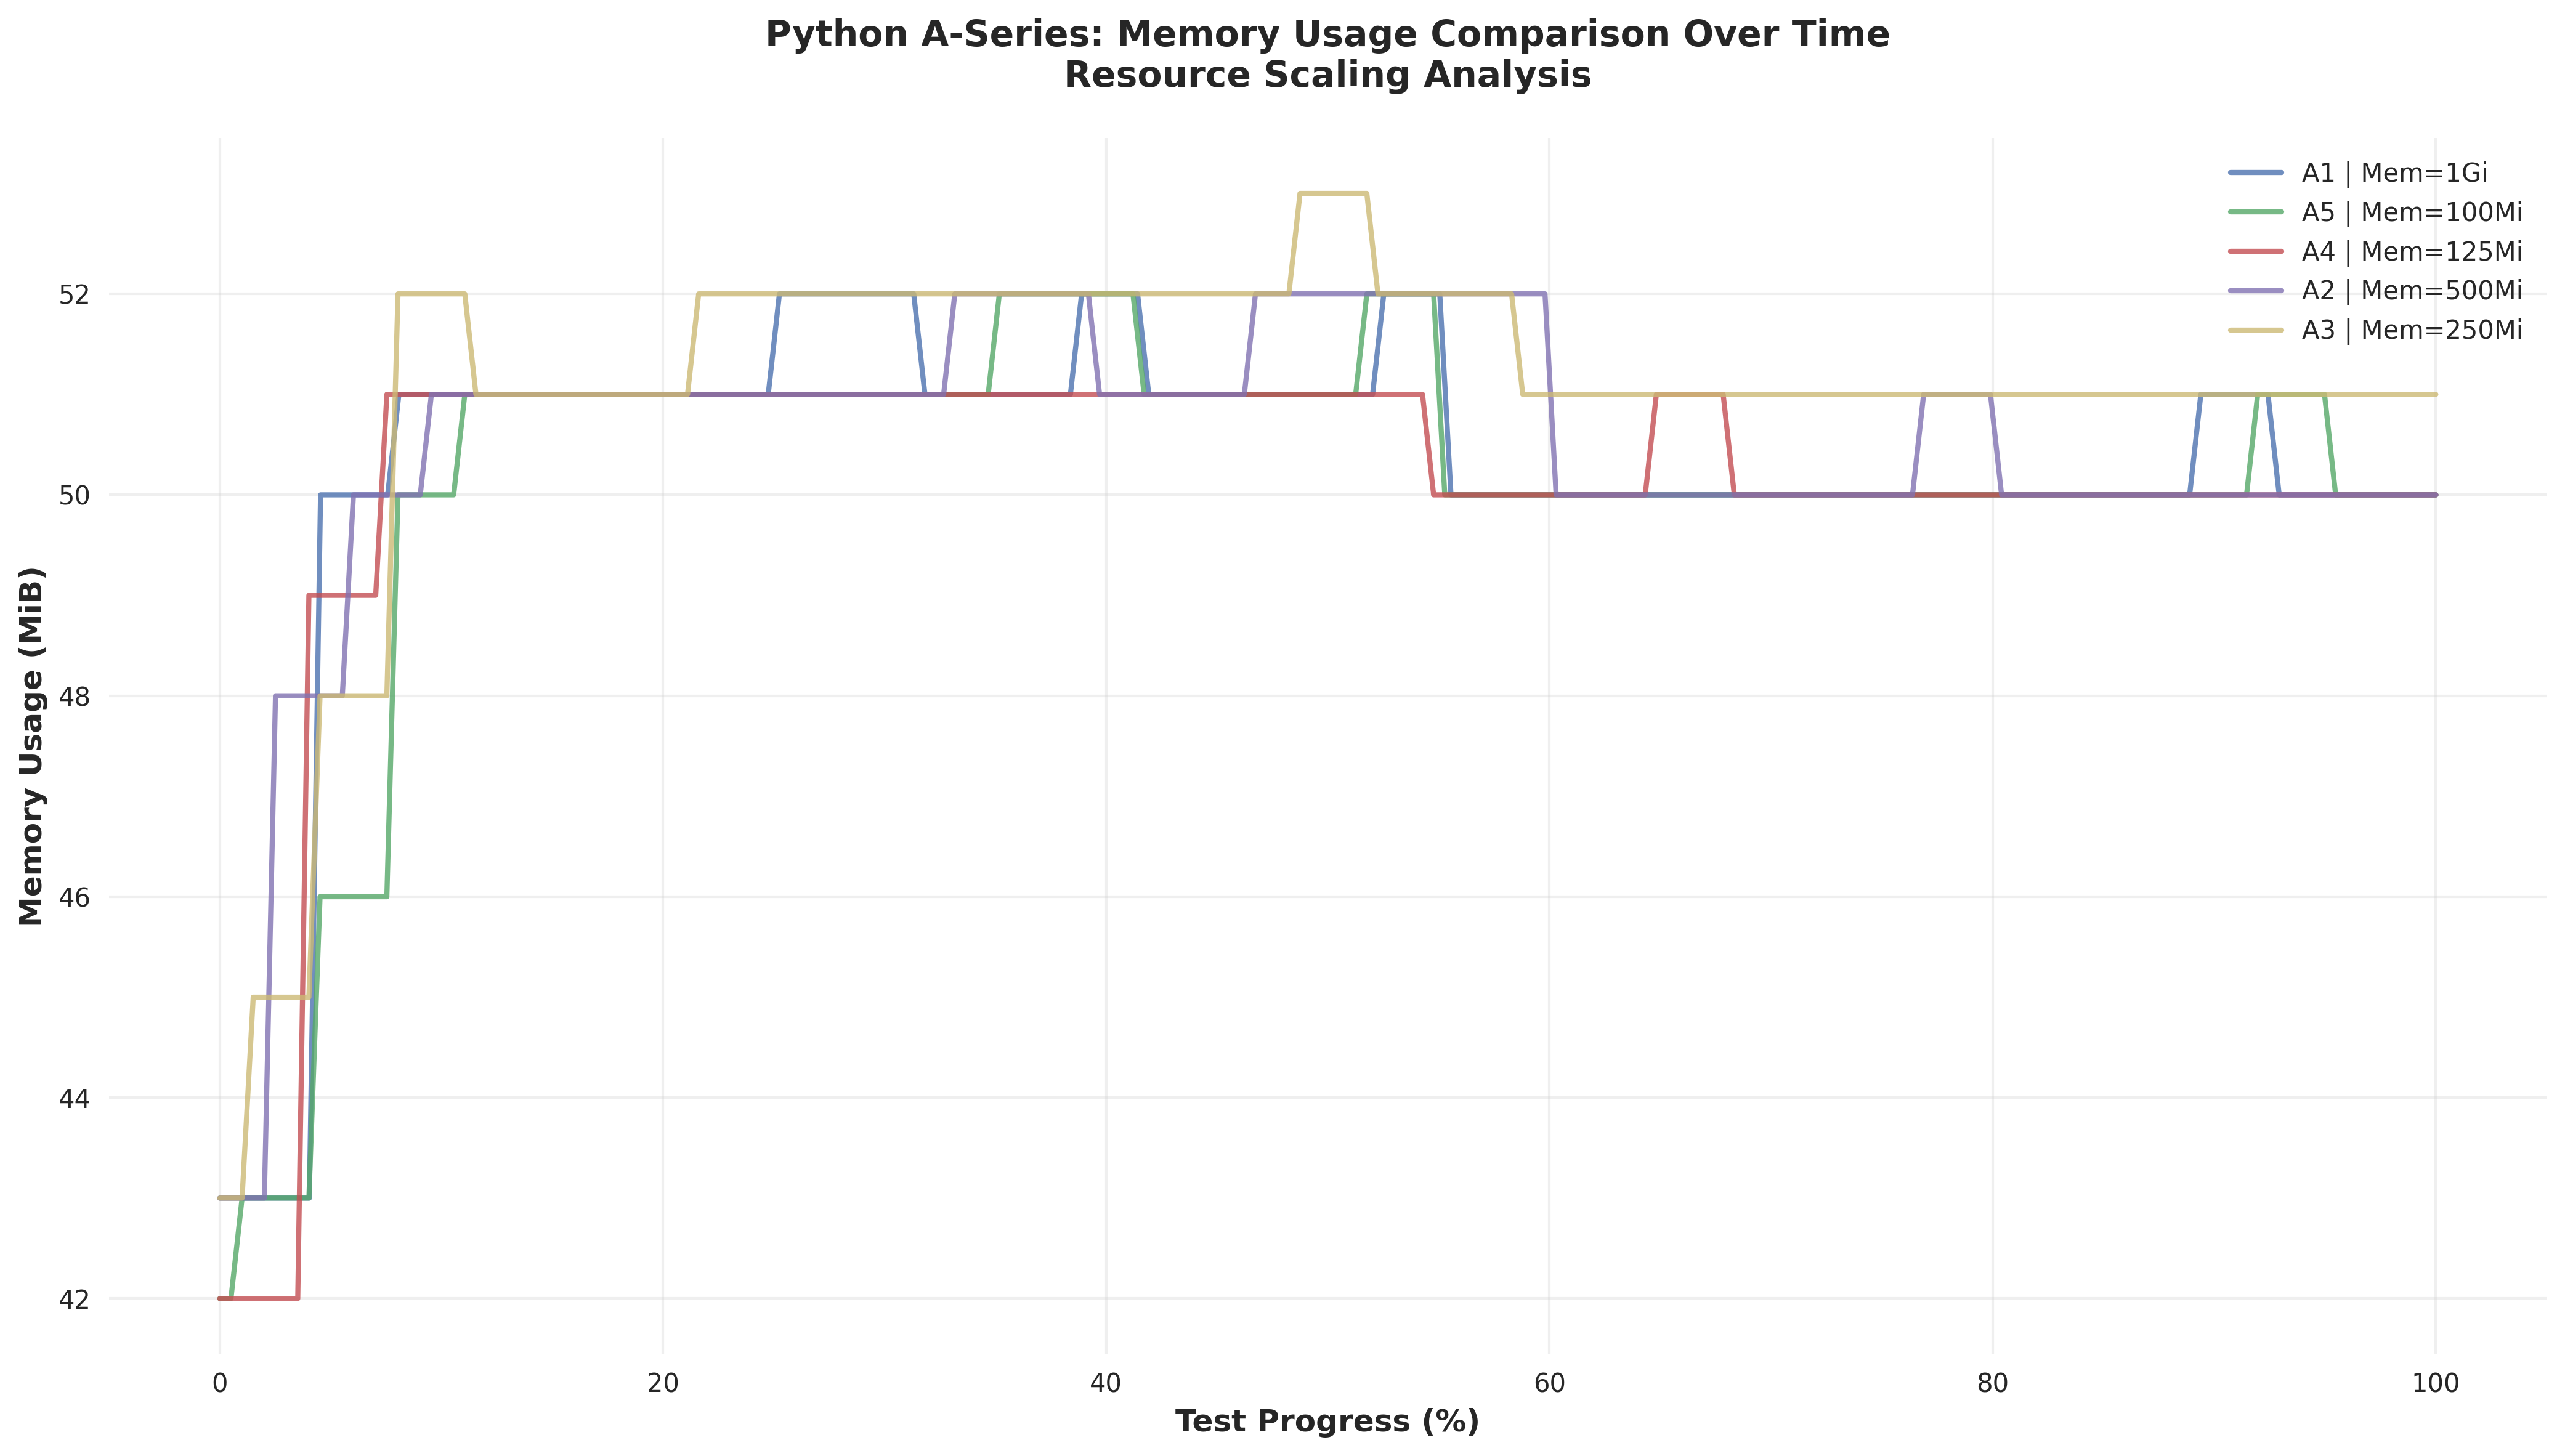 Python A-Series: Memory Usage Comparison Over Time
Resource Scaling Analysis
A1 | Mem=1Gi
A5 | Mem=100Mi
A4 | Mem=125Mi
A2 | Mem=500Mi
A3 | Mem=250Mi
Memory Usage (MiB)
52
50
48
46
44
42
0 20 40 60 80 100
Test Progress (%)